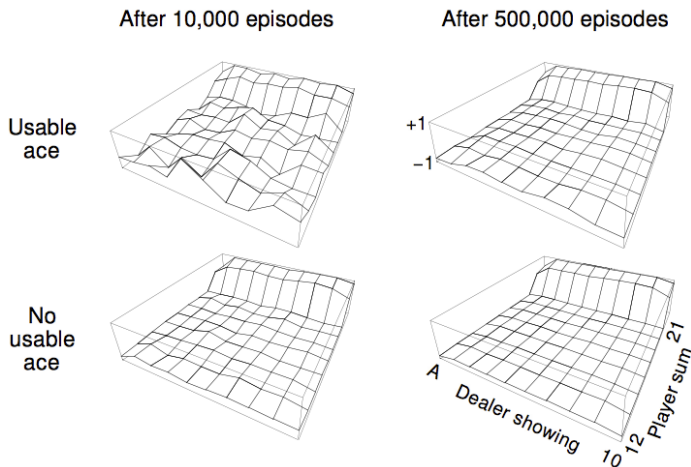 After 10,000 episodes
After 500,000 episodes
Usable
ace
+1
−1
No
usable
ace
A
Dealer showing
10
12
Player sum
21